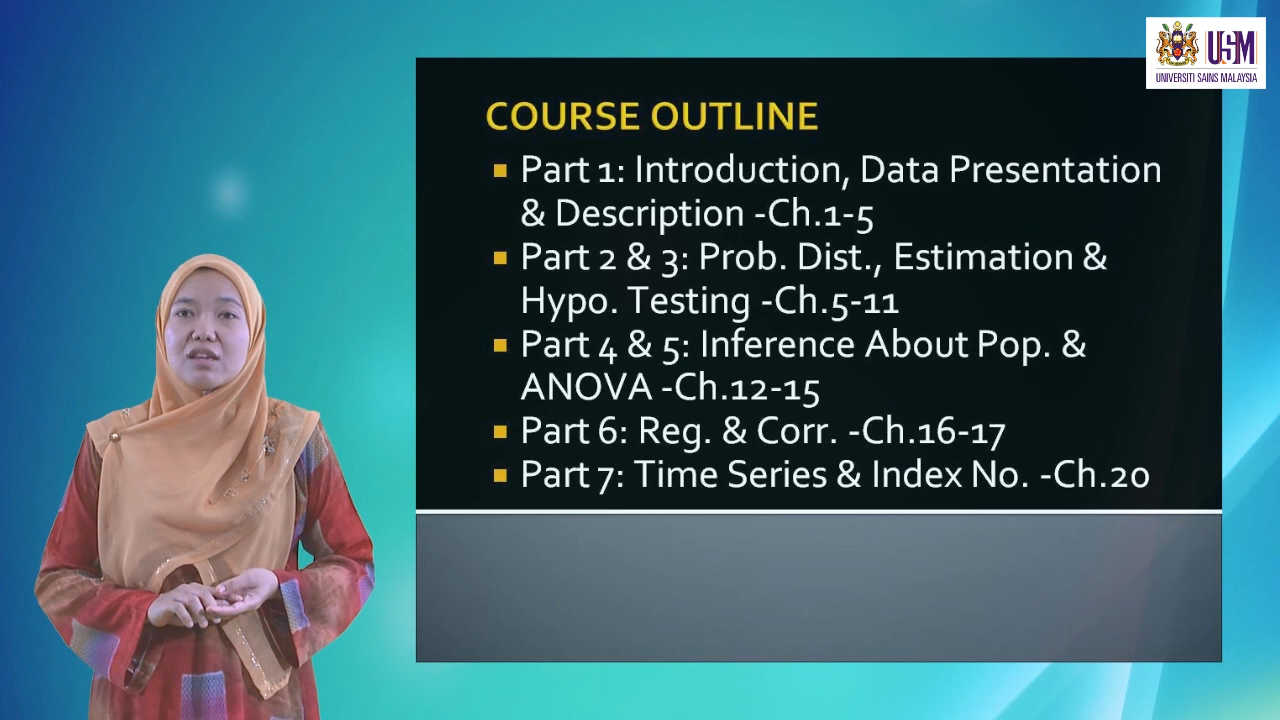 USM
UNIVERSITI SAINS MALAYSIA
COURSE OUTLINE
Part 1: Introduction, Data Presentation
& Description -Ch.1-5
Part 2 & 3: Prob. Dist., Estimation &
Hypo. Testing -Ch.5-11
Part 4 & 5: Inference About Pop. &
ANOVA -Ch.12-15
Part 6: Reg. & Corr. -Ch.16-17
Part 7: Time Series & Index No. -Ch.20